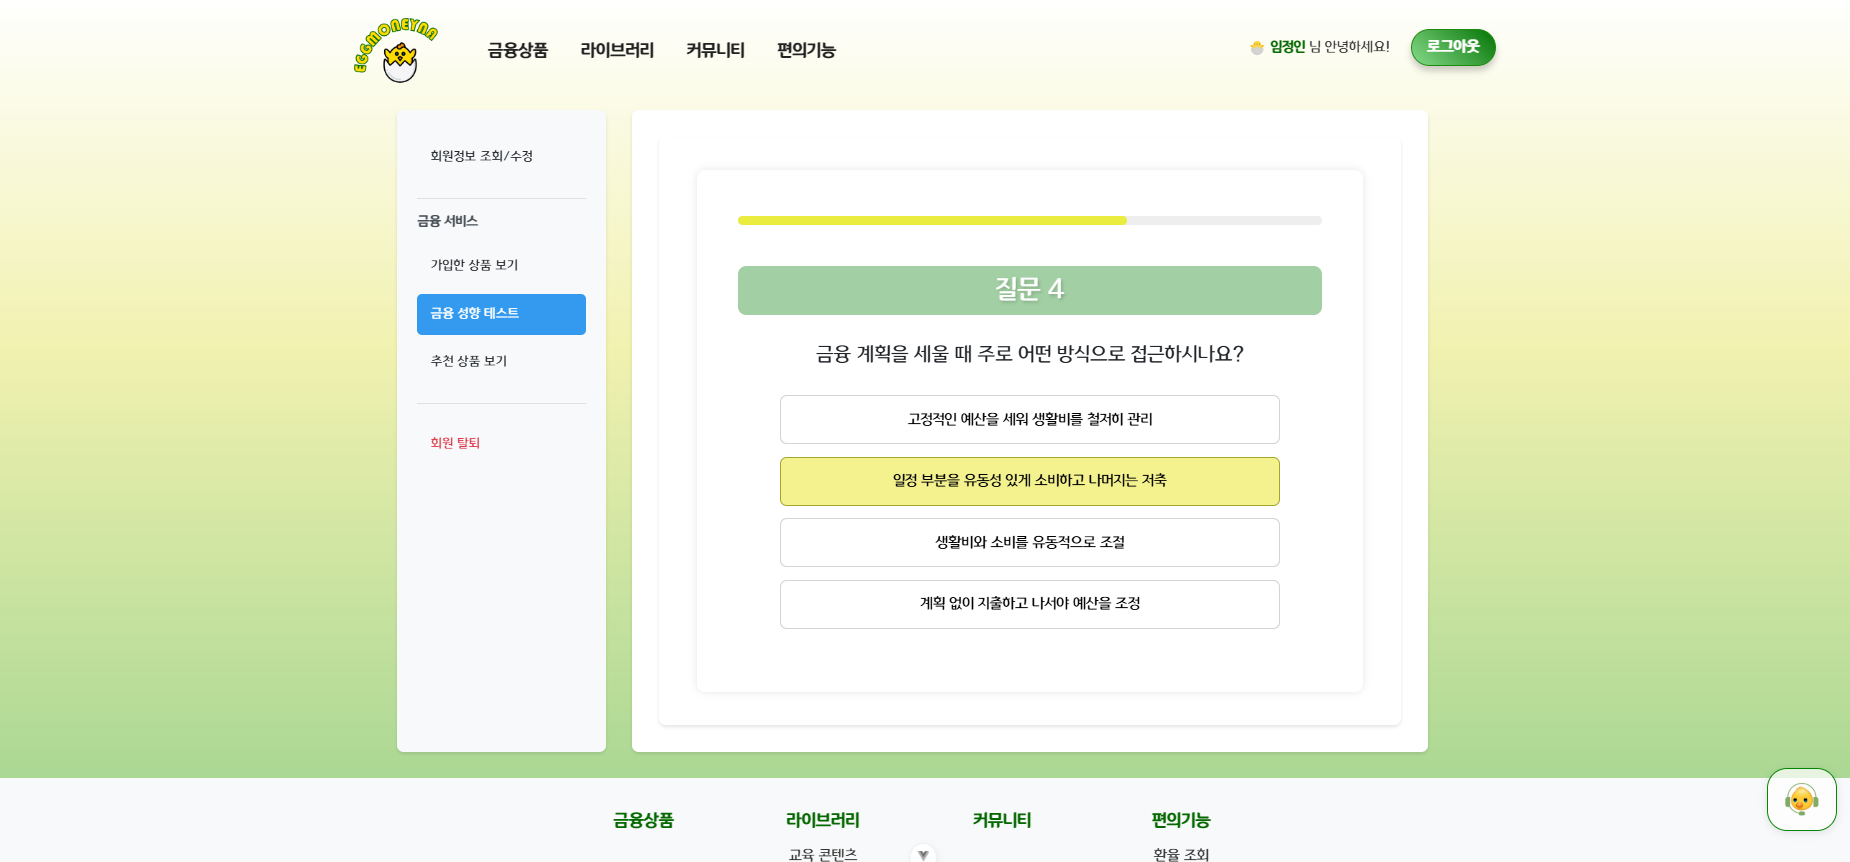 EGGMONEYNA
금융상품 라이브러리 커뮤니티 편의기능
임정인 님 안녕하세요!
로그아웃
회원정보 조회/수정
금융 서비스
가입한 상품 보기
금융 성향 테스트
추천 상품 보기
회원 탈퇴
질문 4
금융 계획을 세울 때 주로 어떤 방식으로 접근하시나요?
고정적인 예산을 세워 생활비를 철저히 관리
일정 부분을 유동성 있게 소비하고 나머지는 저축
생활비와 소비를 유동적으로 조절
계획 없이 지출하고 나서야 예산을 조정
금융상품 라이브러리 커뮤니티 편의기능
교육 콘텐츠 환율 조회